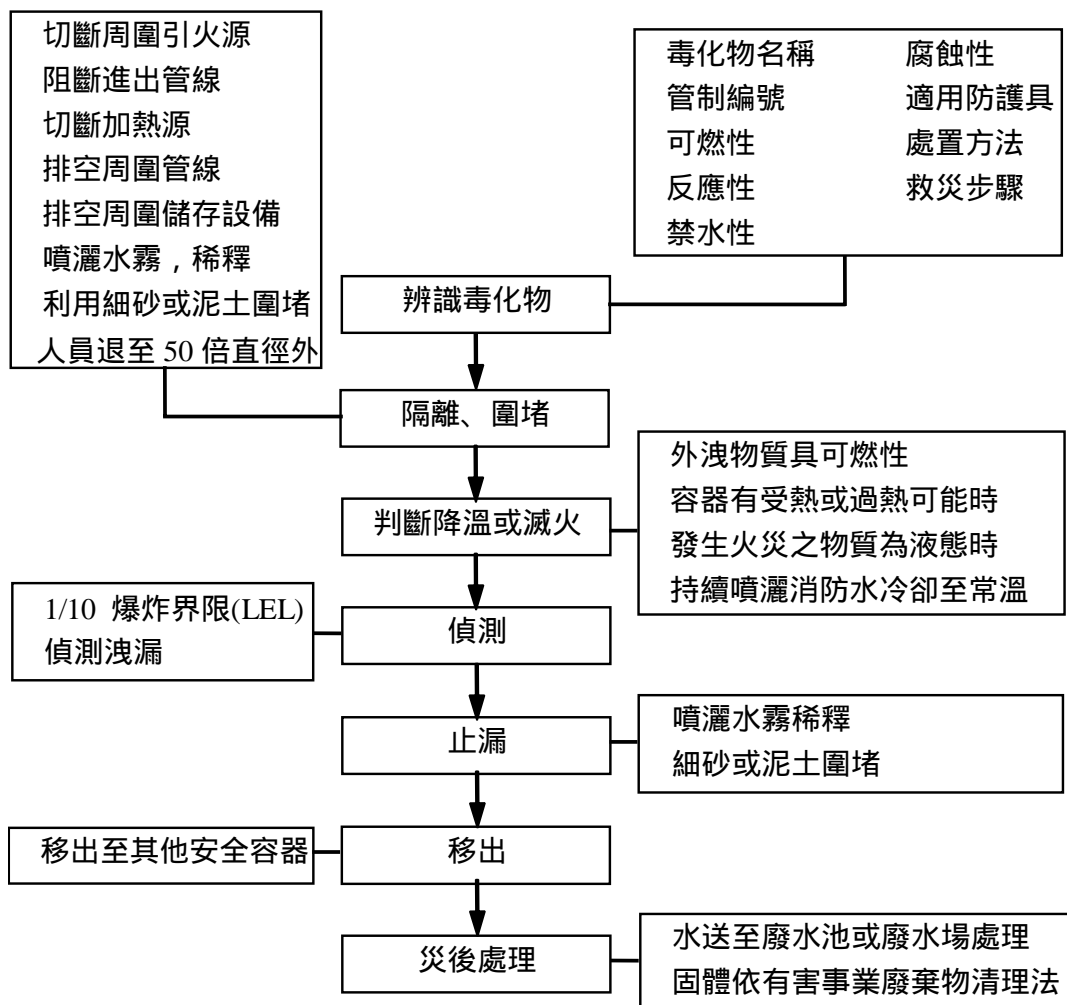 切斷周圍引火源
阻斷進出管線
切斷加熱源
排空周圍管線
排空周圍儲存設備
噴灑水霧，稀釋
利用細砂或泥土圍堵
人員退至 50 倍直徑外
毒化物名稱 腐蝕性
管制編號 適用防護具
可燃性 處置方法
反應性 救災步驟
禁水性
辨識毒化物
隔離、圍堵
判斷降溫或滅火
外洩物質具可燃性
容器有受熱或過熱可能時
發生火災之物質為液態時
持續噴灑消防水冷卻至常溫
1/10 爆炸界限(LEL)
偵測洩漏
偵測
止漏
噴灑水霧稀釋
細砂或泥土圍堵
移出至其他安全容器
移出
災後處理
水送至廢水池或廢水場處理
固體依有害事業廢棄物清理法